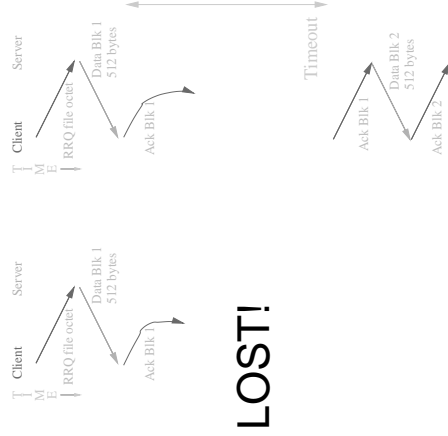 Client
Server
T
I
M
E
RRQ file octet
Data Blk 1
512 bytes
Ack Blk 1
LOST!
Client
Server
T
I
M
E
RRQ file octet
Data Blk 1
512 bytes
Ack Blk 1
Timeout
Ack Blk 1
Data Blk 2
512 bytes
Ack Blk 2